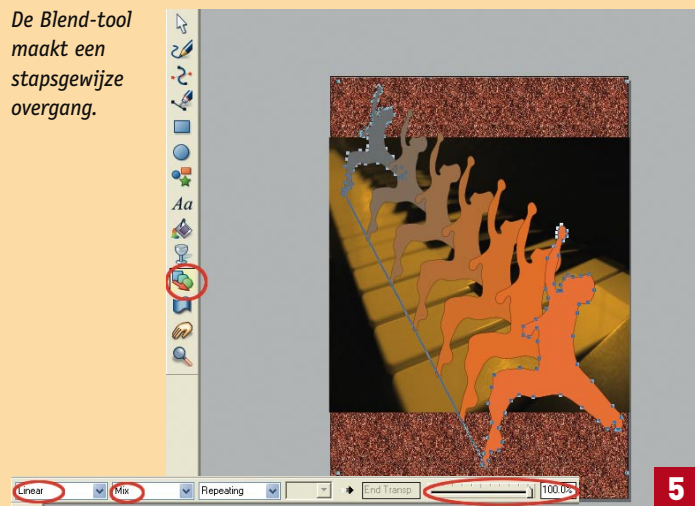 De Blend-tool
maakt een
stapsgewijze
overgang.
Aa
Linear
Mix
Repeating
End Transp
100.0%
5